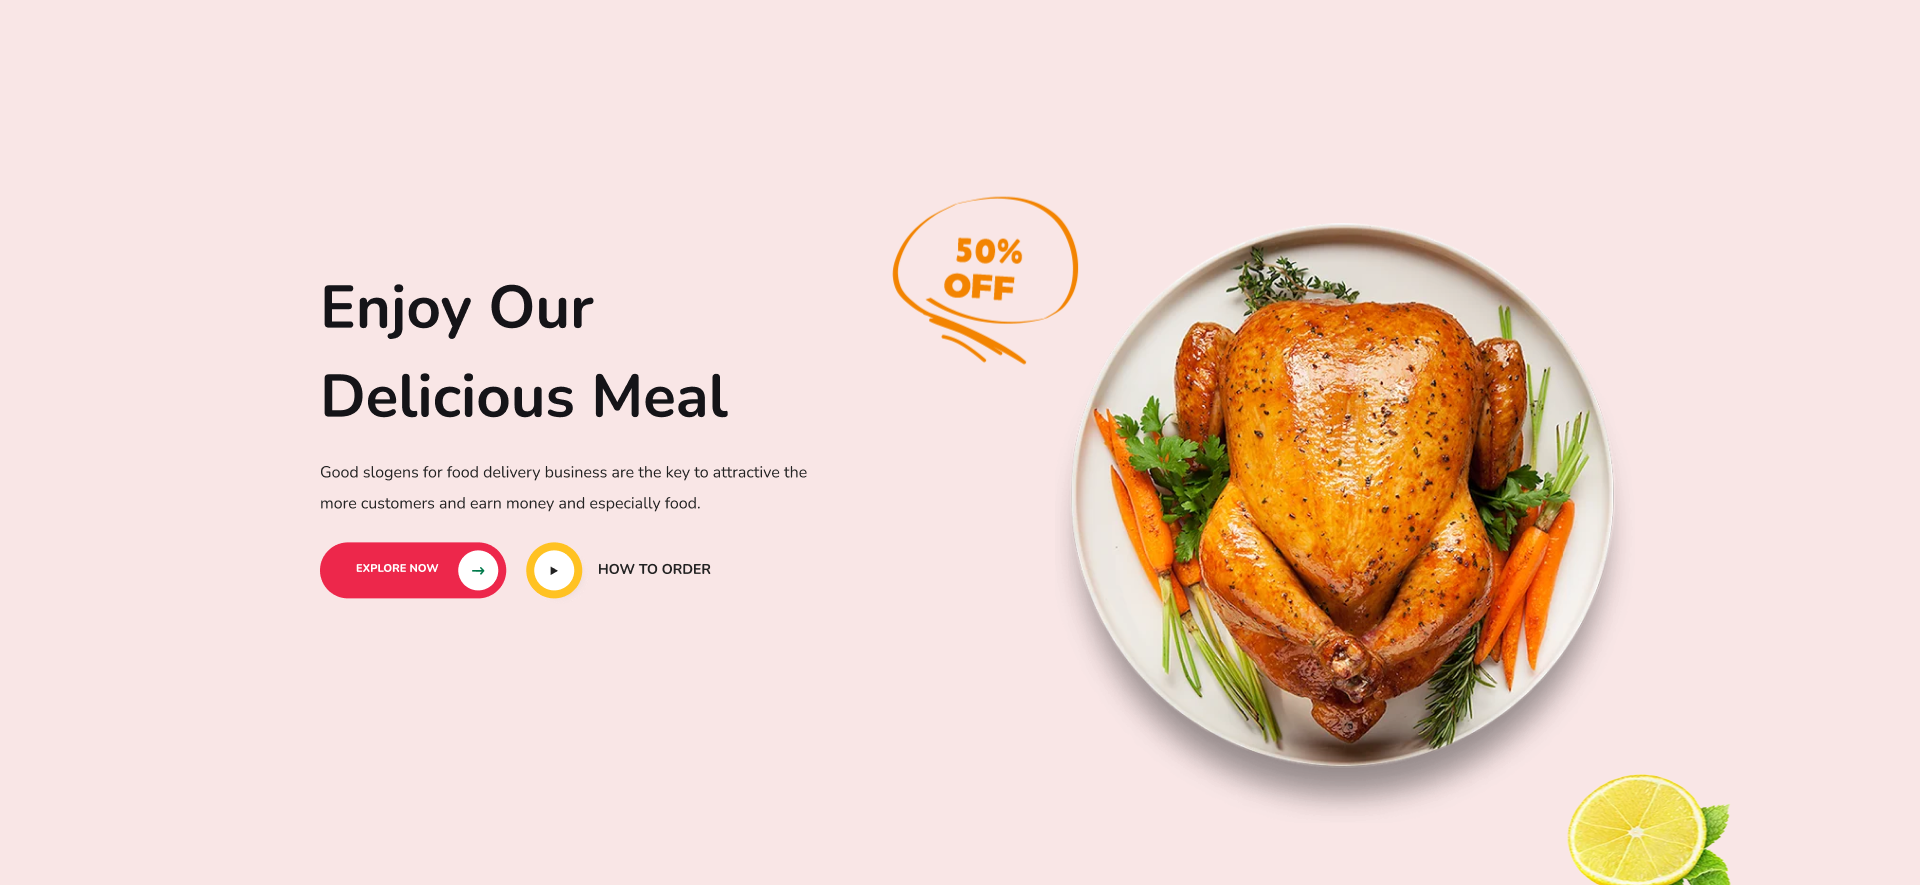 50%
OFF
Enjoy Our
Delicious Meal
Good slogens for food delivery business are the key to attractive the
more customers and earn money and especially food.
EXPLORE NOW
HOW TO ORDER